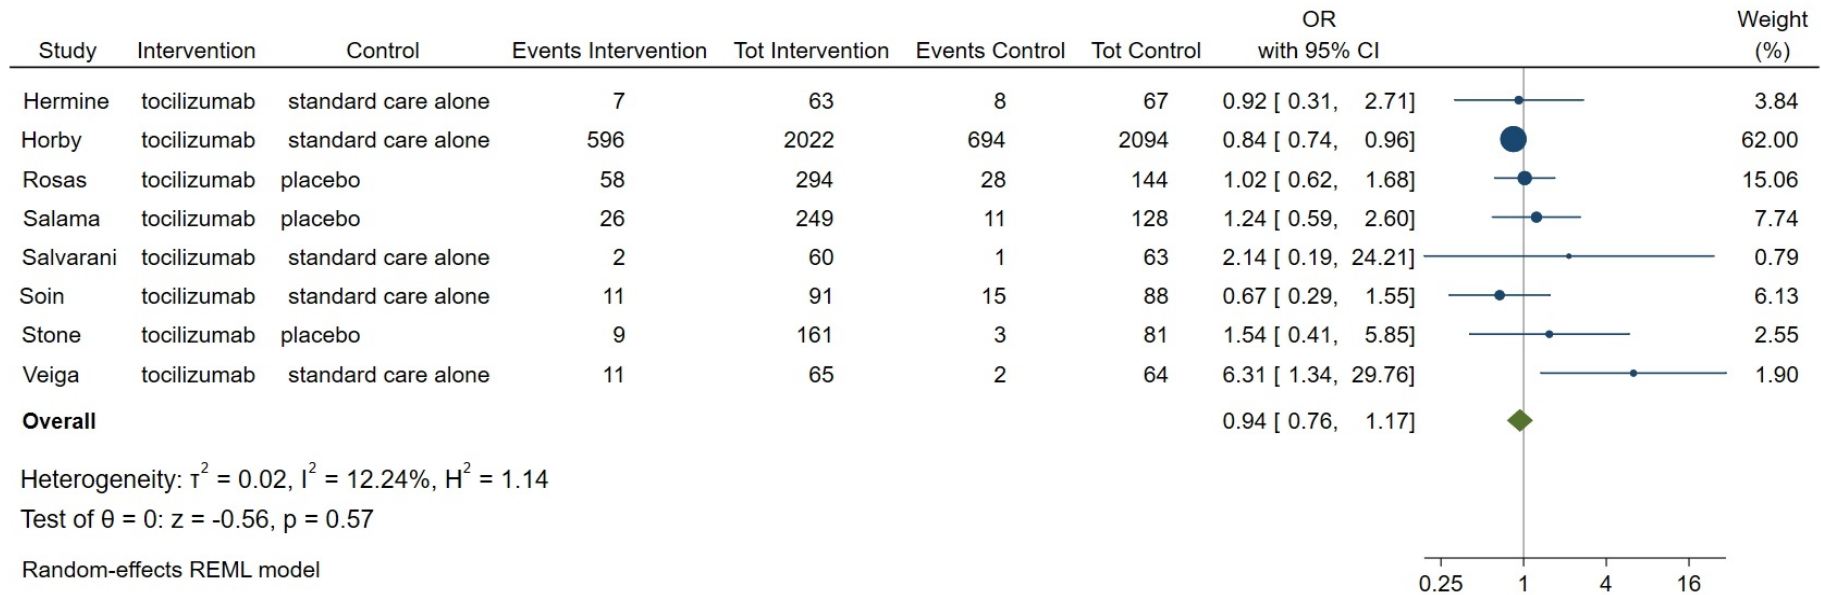 OR Weight
Study Intervention Control Events Intervention Tot Intervention Events Control Tot Control with 95% CI (%)
Hermine tocilizumab standard care alone 7 63 8 67 0.92 [ 0.31, 2.71] 3.84
Horby tocilizumab standard care alone 596 2022 694 2094 0.84 [ 0.74, 0.96] 62.00
Rosas tocilizumab placebo 58 294 28 144 1.02 [ 0.62, 1.68] 15.06
Salama tocilizumab placebo 26 249 11 128 1.24 [ 0.59, 2.60] 7.74
Salvarani tocilizumab standard care alone 2 60 1 63 2.14 [ 0.19, 24.21] 0.79
Soin tocilizumab standard care alone 11 91 15 88 0.67 [ 0.29, 1.55] 6.13
Stone tocilizumab placebo 9 161 3 81 1.54 [ 0.41, 5.85] 2.55
Veiga tocilizumab standard care alone 11 65 2 64 6.31 [ 1.34, 29.76] 1.90
Overall 0.94 [ 0.76, 1.17]
Heterogeneity: τ² = 0.02, I² = 12.24%, H² = 1.14
Test of θ = 0: z = -0.56, p = 0.57
Random-effects REML model
0.25 1 4 16